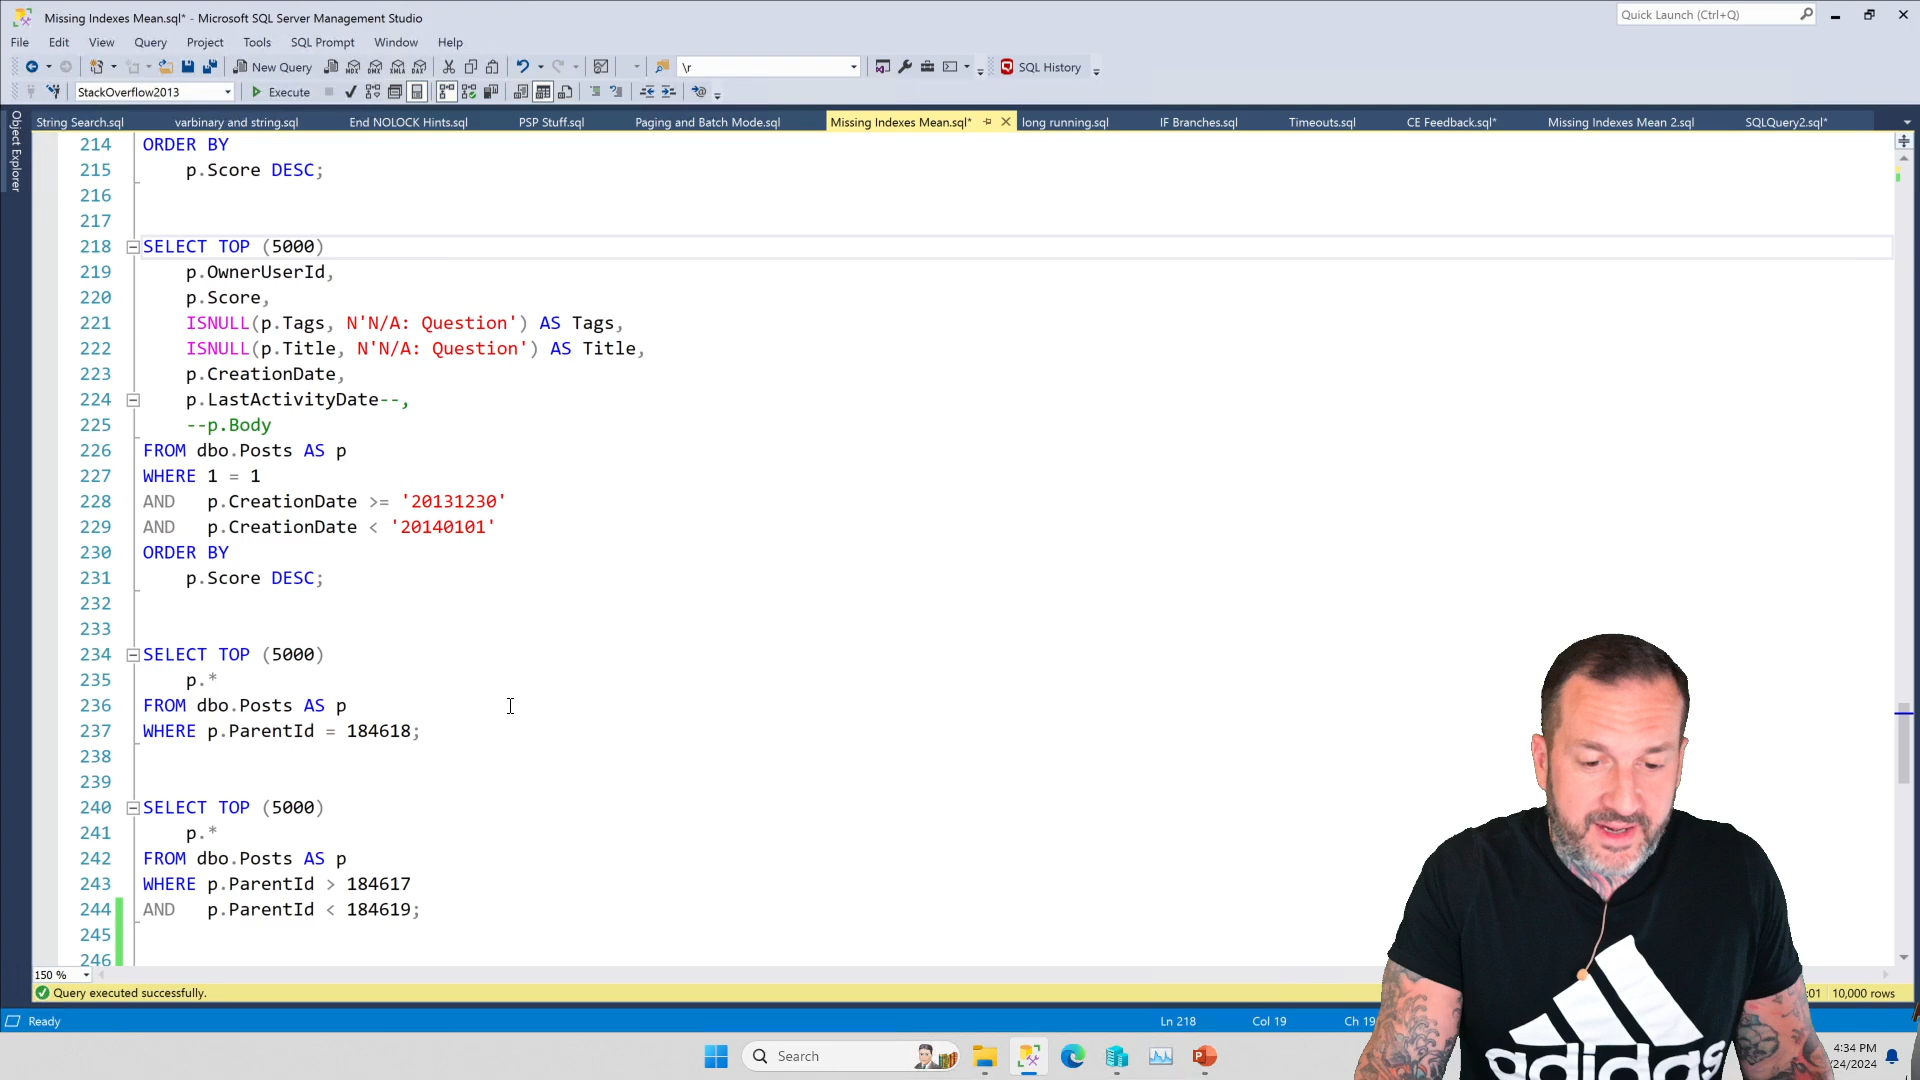 Missing Indexes Mean.sql* - Microsoft SQL Server Management Studio
Quick Launch (Ctrl+Q)
File Edit View Query Project Tools SQL Prompt Window Help
New Query MDX DMX XMLA DAX \r SQL History
StackOverflow2013 Execute
Object Explorer
String Search.sql varbinary and string.sql End NOLOCK Hints.sql PSP Stuff.sql Paging and Batch Mode.sql Missing Indexes Mean.sql* long running.sql IF Branches.sql Timeouts.sql CE Feedback.sql* Missing Indexes Mean 2.sql SQLQuery2.sql*
214 ORDER BY
215 p.Score DESC;
216
217
218 SELECT TOP (5000)
219 p.OwnerUserId,
220 p.Score,
221 ISNULL(p.Tags, N'N/A: Question') AS Tags,
222 ISNULL(p.Title, N'N/A: Question') AS Title,
223 p.CreationDate,
224 p.LastActivityDate--,
225 --p.Body
226 FROM dbo.Posts AS p
227 WHERE 1 = 1
228 AND p.CreationDate >= '20131230'
229 AND p.CreationDate < '20140101'
230 ORDER BY
231 p.Score DESC;
232
233
234 SELECT TOP (5000)
235 p.*
236 FROM dbo.Posts AS p
237 WHERE p.ParentId = 184618;
238
239
240 SELECT TOP (5000)
241 p.*
242 FROM dbo.Posts AS p
243 WHERE p.ParentId > 184617
244 AND p.ParentId < 184619;
245
246
150 %
Query executed successfully. :01 10,000 rows
Ready Ln 218 Col 19 Ch 19
Search
4:34 PM
/24/2024
adidas